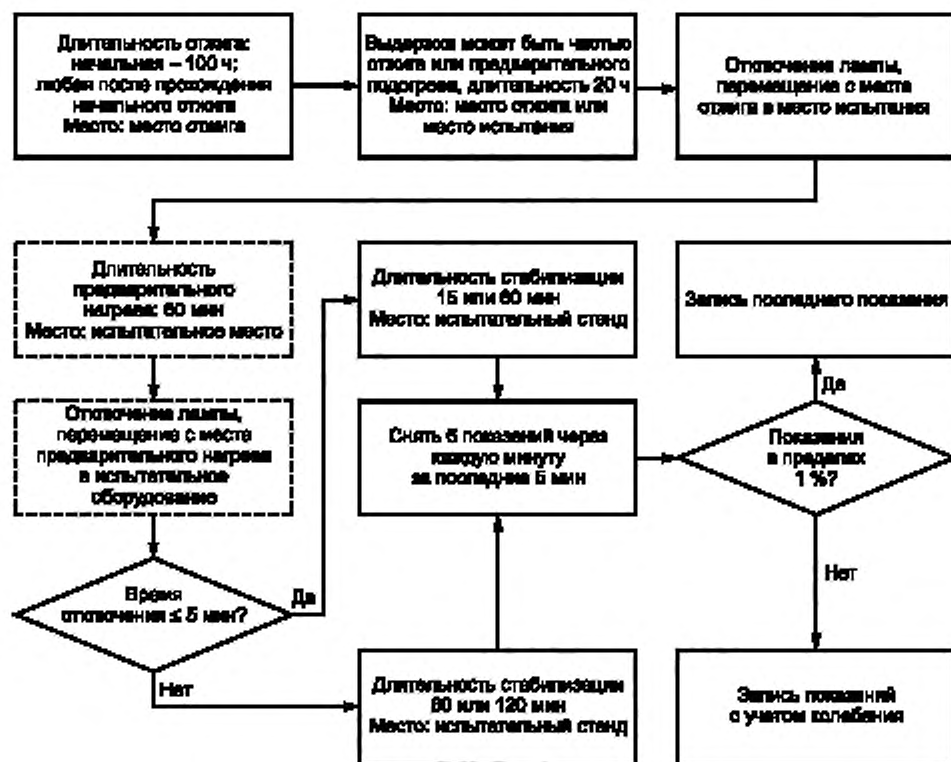 Длительность отжига:
начальная – 100 ч;
любая после прохождения
начального отжига
Место: место отжига
Выдержка может быть частью
отжига или предварительного
подогрева, длительность 20 ч
Место: место отжига или
место испытания
Отключение лампы,
перемещение с места
отжига в место испытания
Длительность
предварительного
нагрева: 60 мин
Место: испытательное место
Длительность стабилизации
15 или 60 мин
Место: испытательный стенд
Запись последнего показания
Отключение лампы,
перемещение с места
предварительного нагрева
в испытательное
оборудование
Снять 6 показаний через
каждую минуту
за последние 5 мин
Да
Показания
в пределах
1 %?
Время
отключения ≤ 5 мин?
Да
Нет
Нет
Длительность стабилизации
60 или 120 мин
Место: испытательный стенд
Запись показаний
с учетом колебания